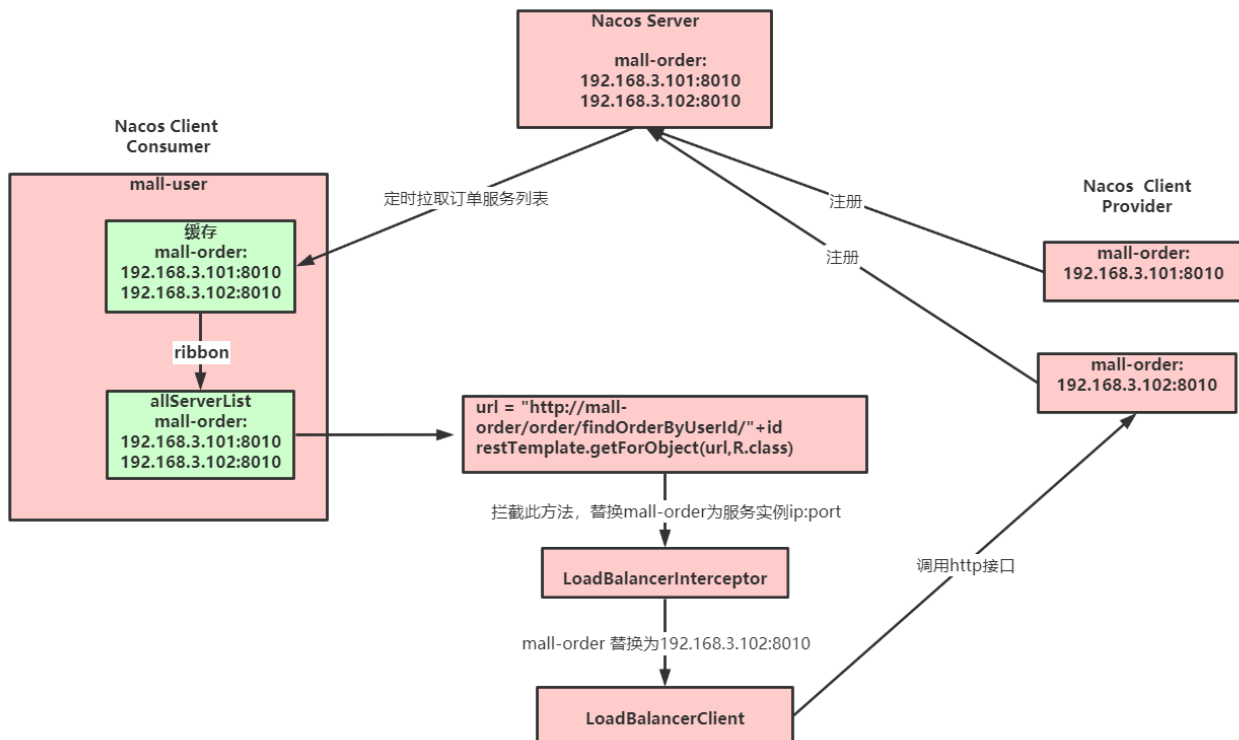 Nacos Server
mall-order:
192.168.3.101:8010
192.168.3.102:8010
Nacos Client
Consumer
mall-user
缓存
mall-order:
192.168.3.101:8010
192.168.3.102:8010
ribbon
allServerList
mall-order:
192.168.3.101:8010
192.168.3.102:8010
定时拉取订单服务列表
注册
注册
Nacos Client
Provider
mall-order:
192.168.3.101:8010
mall-order:
192.168.3.102:8010
url = "http://mall-
order/order/findOrderByUserId/"+id
restTemplate.getForObject(url,R.class)
拦截此方法，替换mall-order为服务实例ip:port
LoadBalancerInterceptor
mall-order 替换为192.168.3.102:8010
LoadBalancerClient
调用http接口